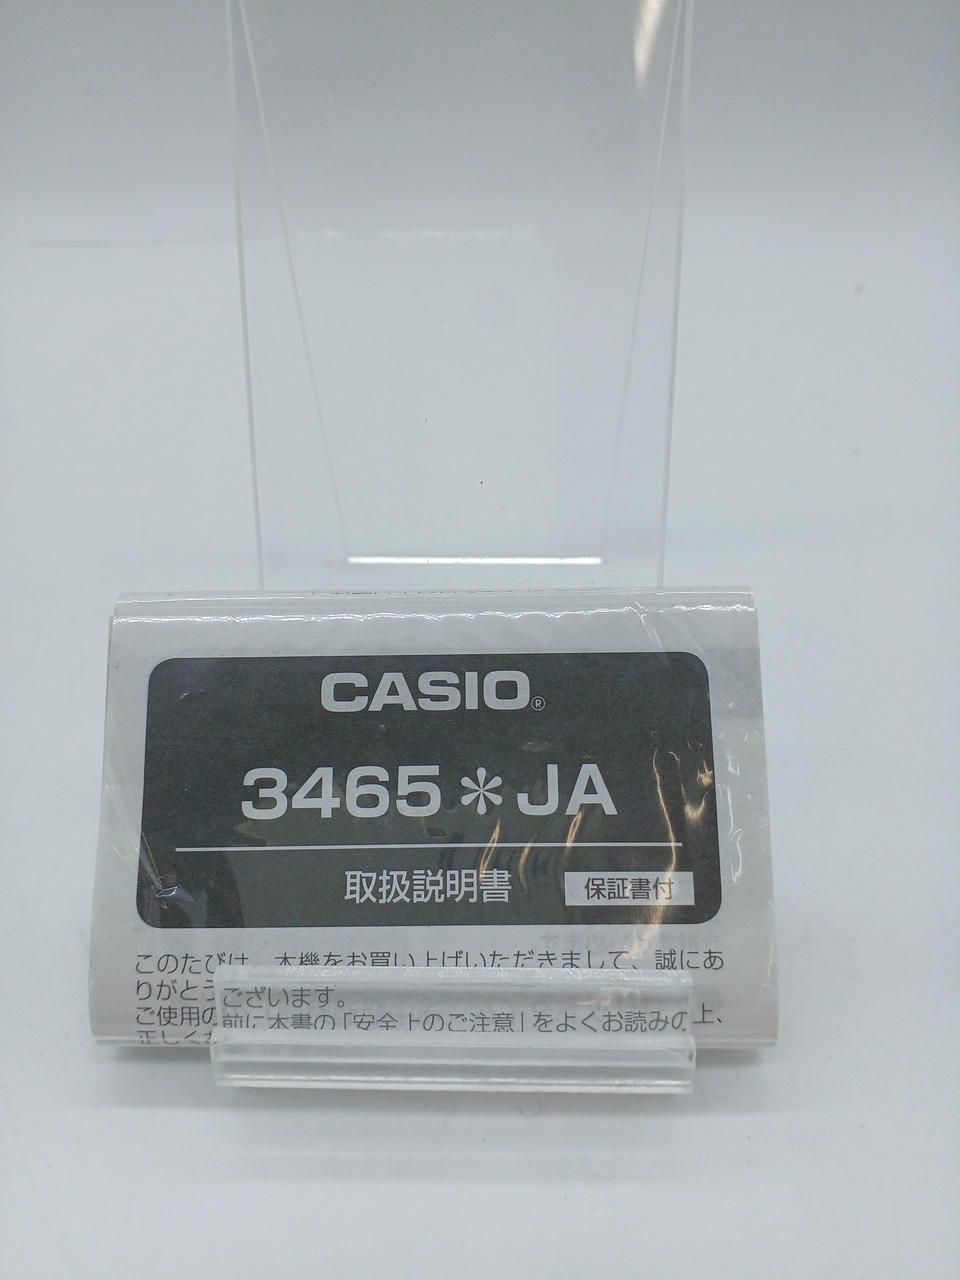 CASIO®
3465＊JA
取扱説明書
保証書付
このたびは、本機をお買い上げいただきまして、誠にあ
りがとうございます。
ご使用の前に本書の「安全上のご注意」をよくお読みの上、
正しく